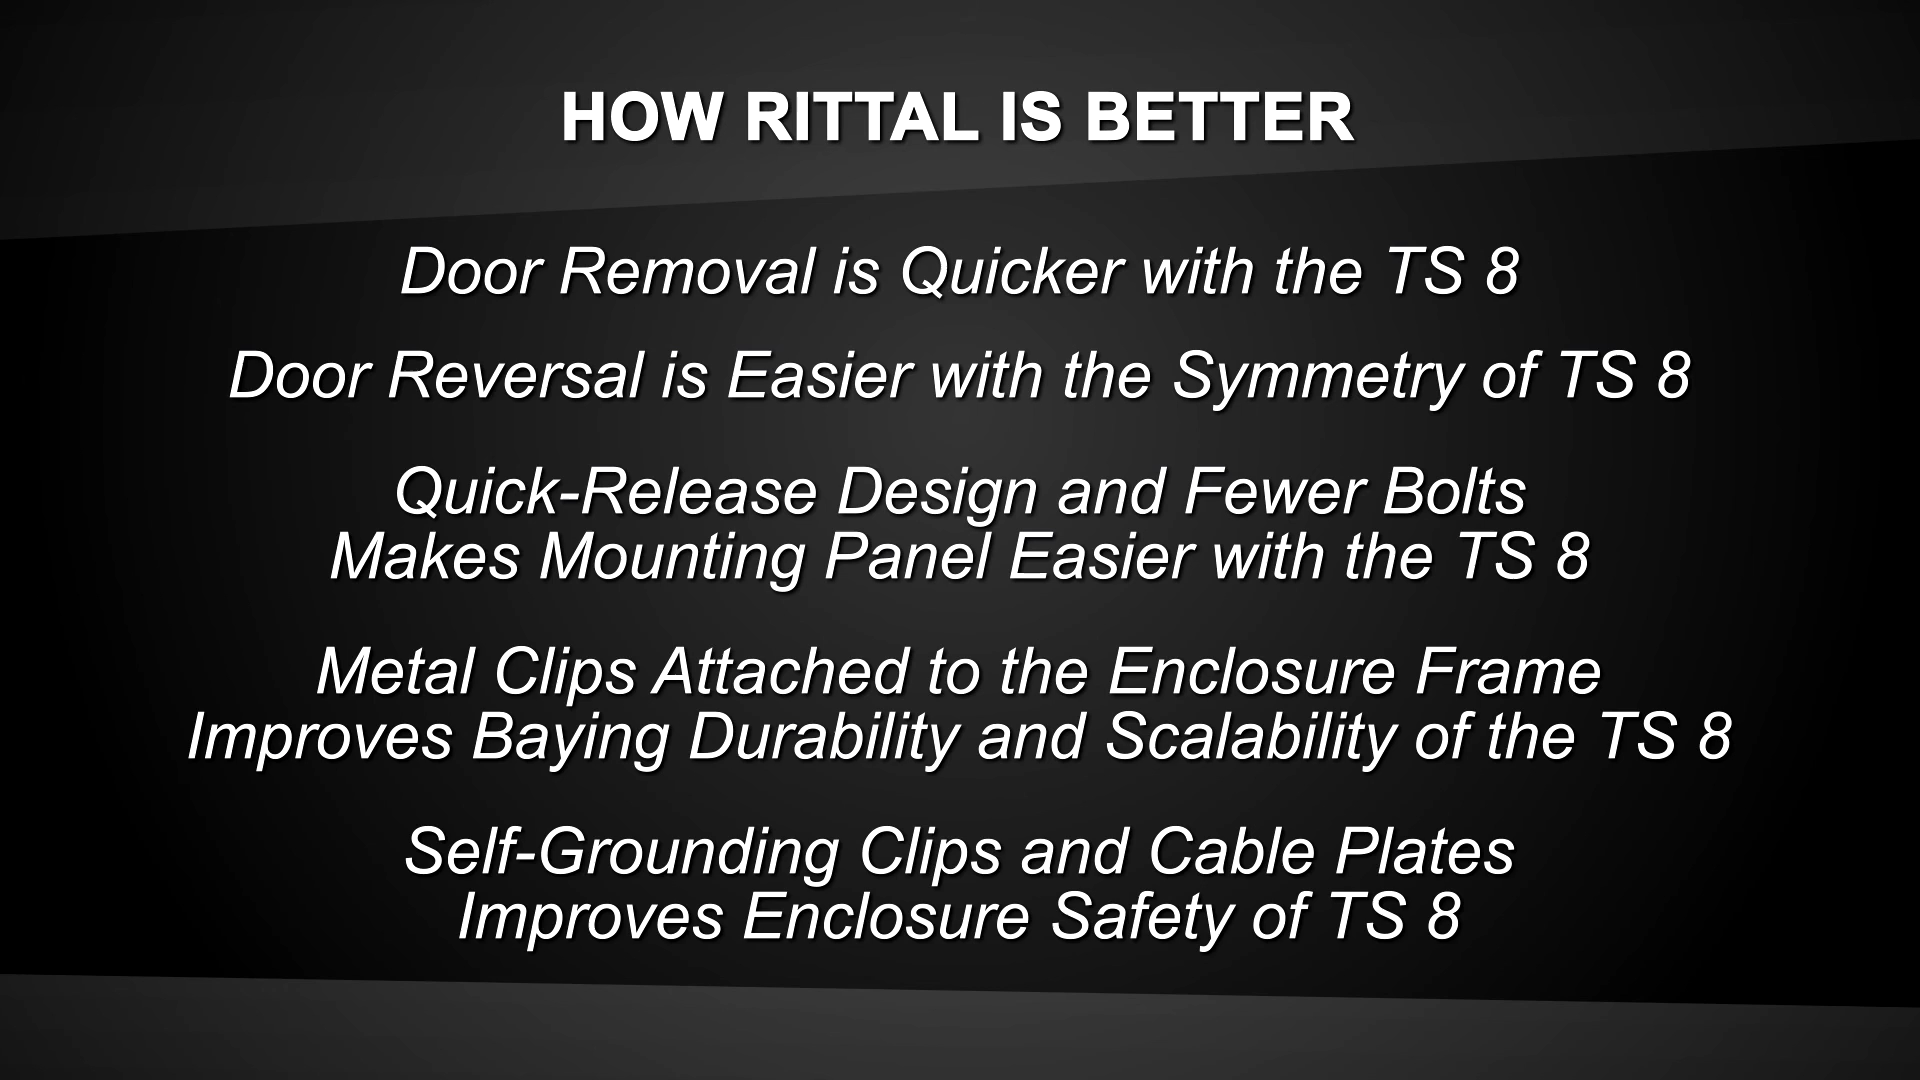 HOW RITTAL IS BETTER
Door Removal is Quicker with the TS 8
Door Reversal is Easier with the Symmetry of TS 8
Quick-Release Design and Fewer Bolts
Makes Mounting Panel Easier with the TS 8
Metal Clips Attached to the Enclosure Frame
Improves Baying Durability and Scalability of the TS 8
Self-Grounding Clips and Cable Plates
Improves Enclosure Safety of TS 8